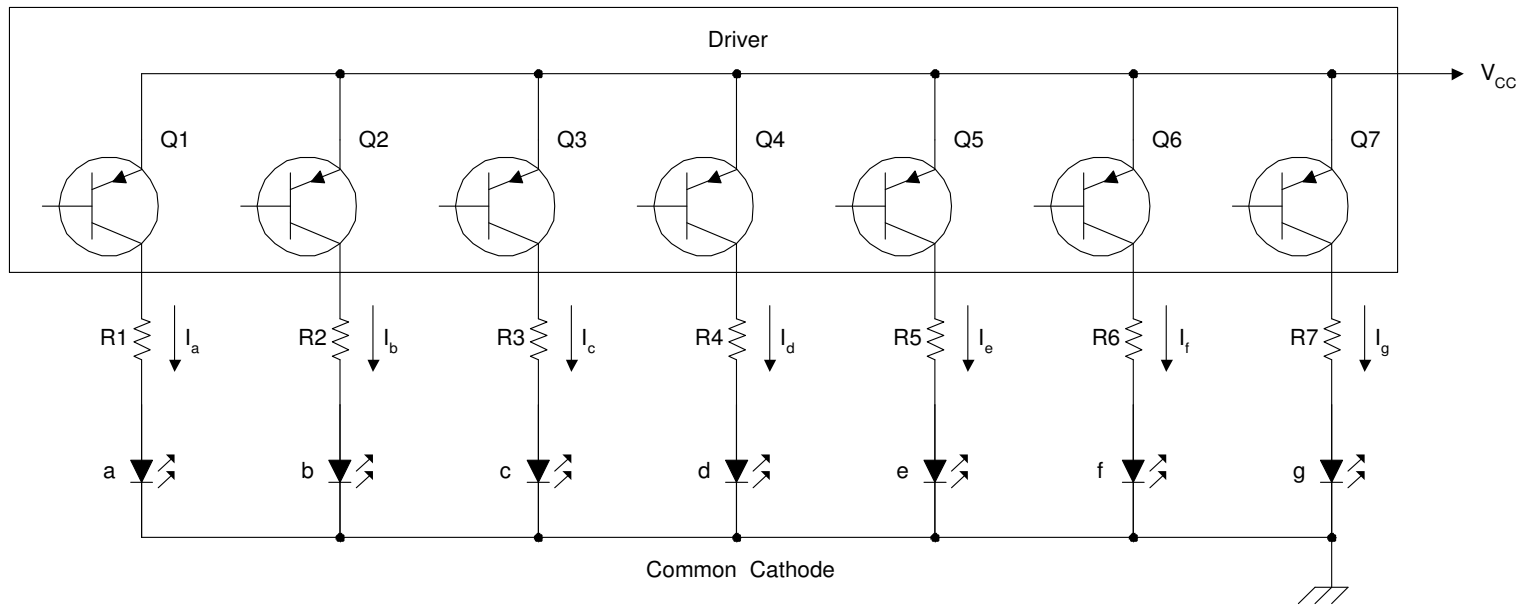 Driver
V_CC
Q1 Q2 Q3 Q4 Q5 Q6 Q7
R1 I_a R2 I_b R3 I_c R4 I_d R5 I_e R6 I_f R7 I_g
a b c d e f g
Common Cathode